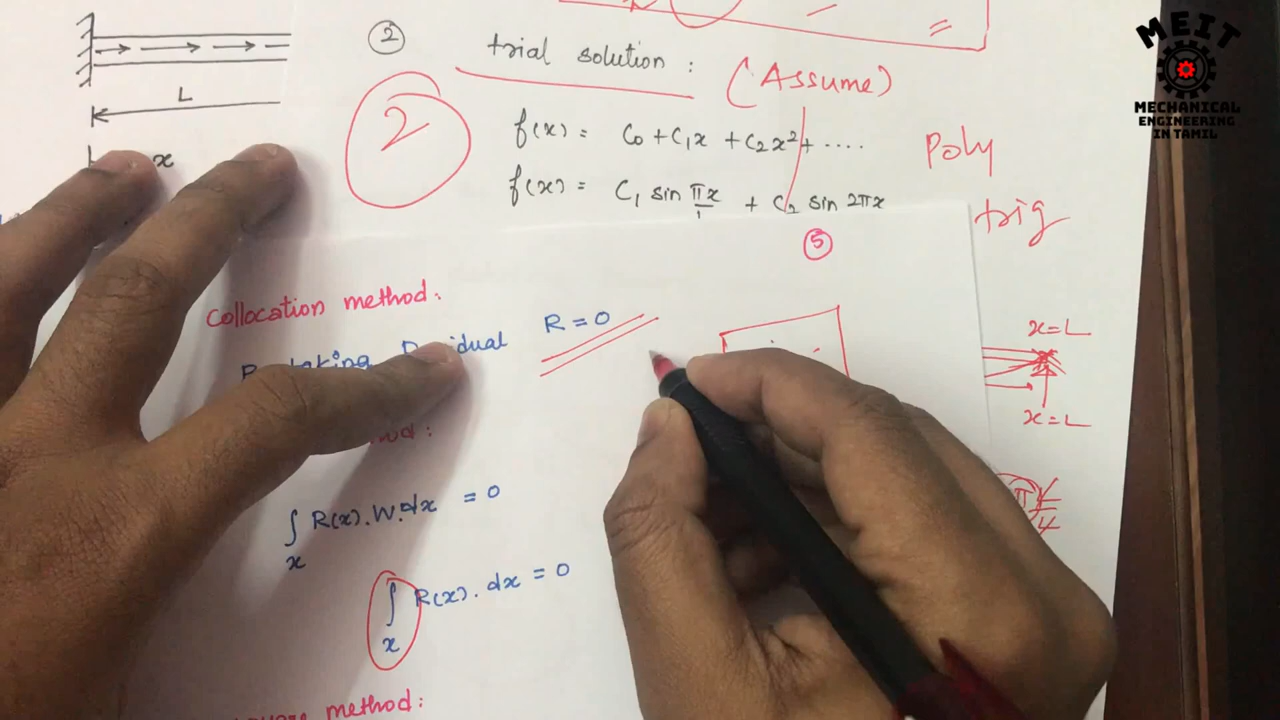 L
x
②
trial solution : (Assume)
2
f(x) = C₀ + C₁x + C₂x² + ....
Poly
f(x) = C₁ sin πx + C₂ sin 2πx
trig
⑤
Collocation method :
R = 0
x = L
x = L
∫ R(x). W. dx = 0
x
∫ R(x). dx = 0
x
method :
MEIT
MECHANICAL
ENGINEERING
IN TAMIL